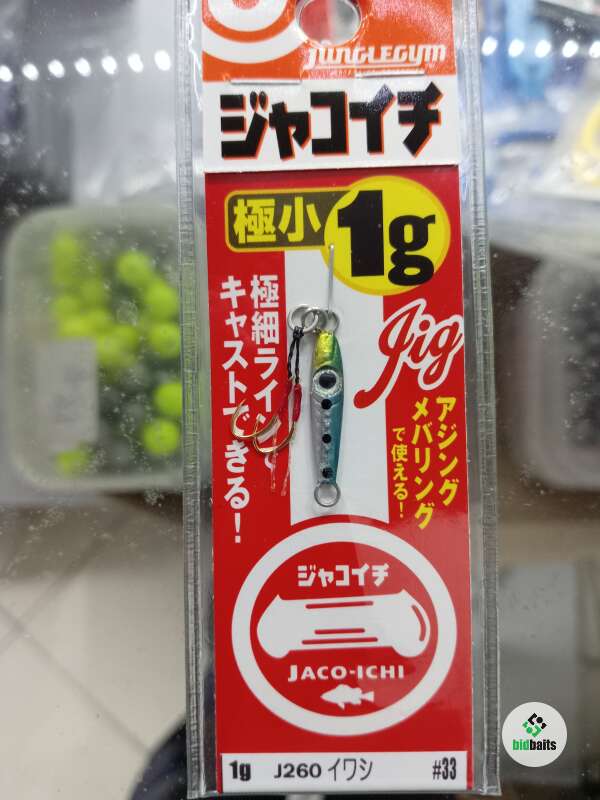 JUNGLEGYM
ジャコイチ
極小
1g
極細ライン
キャストできる!
Jig
アジング
メバリング
で使える!
ジャコイチ
JACO-ICHI
1g J260 イワシ #33
bidbaits